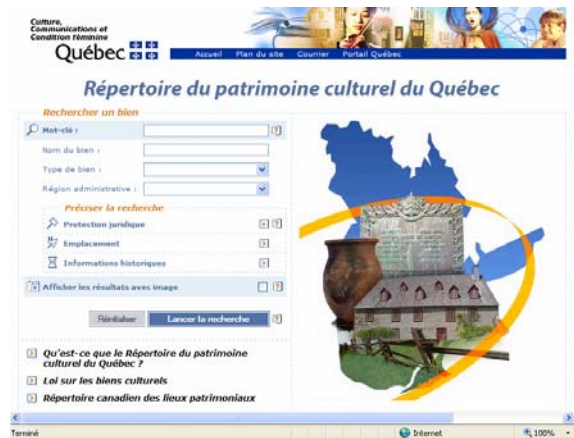 Culture,
Communications et
Condition féminine
Québec
Accueil Plan du site Courrier Portail Québec
Répertoire du patrimoine culturel du Québec
Rechercher un bien
Mot-clé :
Nom du bien :
Type de bien :
Région administrative :
Préciser la recherche
Protection juridique
Emplacement
Informations historiques
Afficher les résultats avec image
Réinitialiser Lancer la recherche
Qu'est-ce que le Répertoire du patrimoine
culturel du Québec ?
Loi sur les biens culturels
Répertoire canadien des lieux patrimoniaux
Terminé Internet 100%